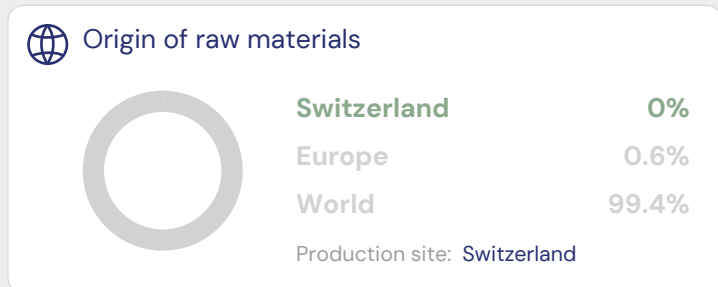 Origin of raw materials
Switzerland 0%
Europe 0.6%
World 99.4%
Production site: Switzerland